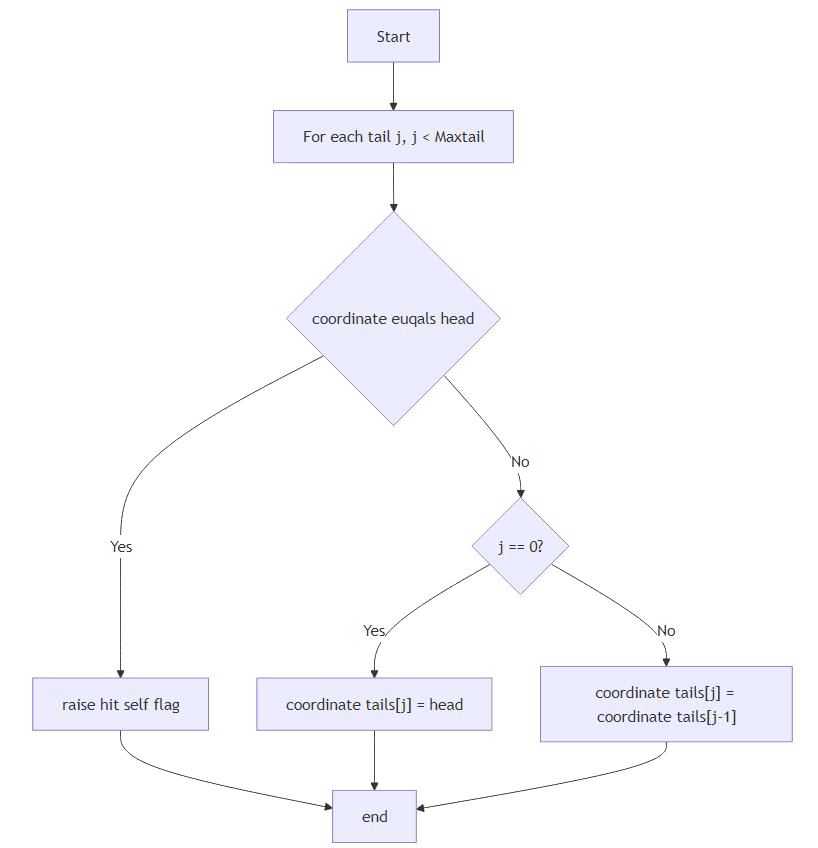 Start
For each tail j, j < Maxtail
coordinate euqals head
No
Yes
j == 0?
Yes
No
raise hit self flag
coordinate tails[j] = head
coordinate tails[j] =
coordinate tails[j-1]
end